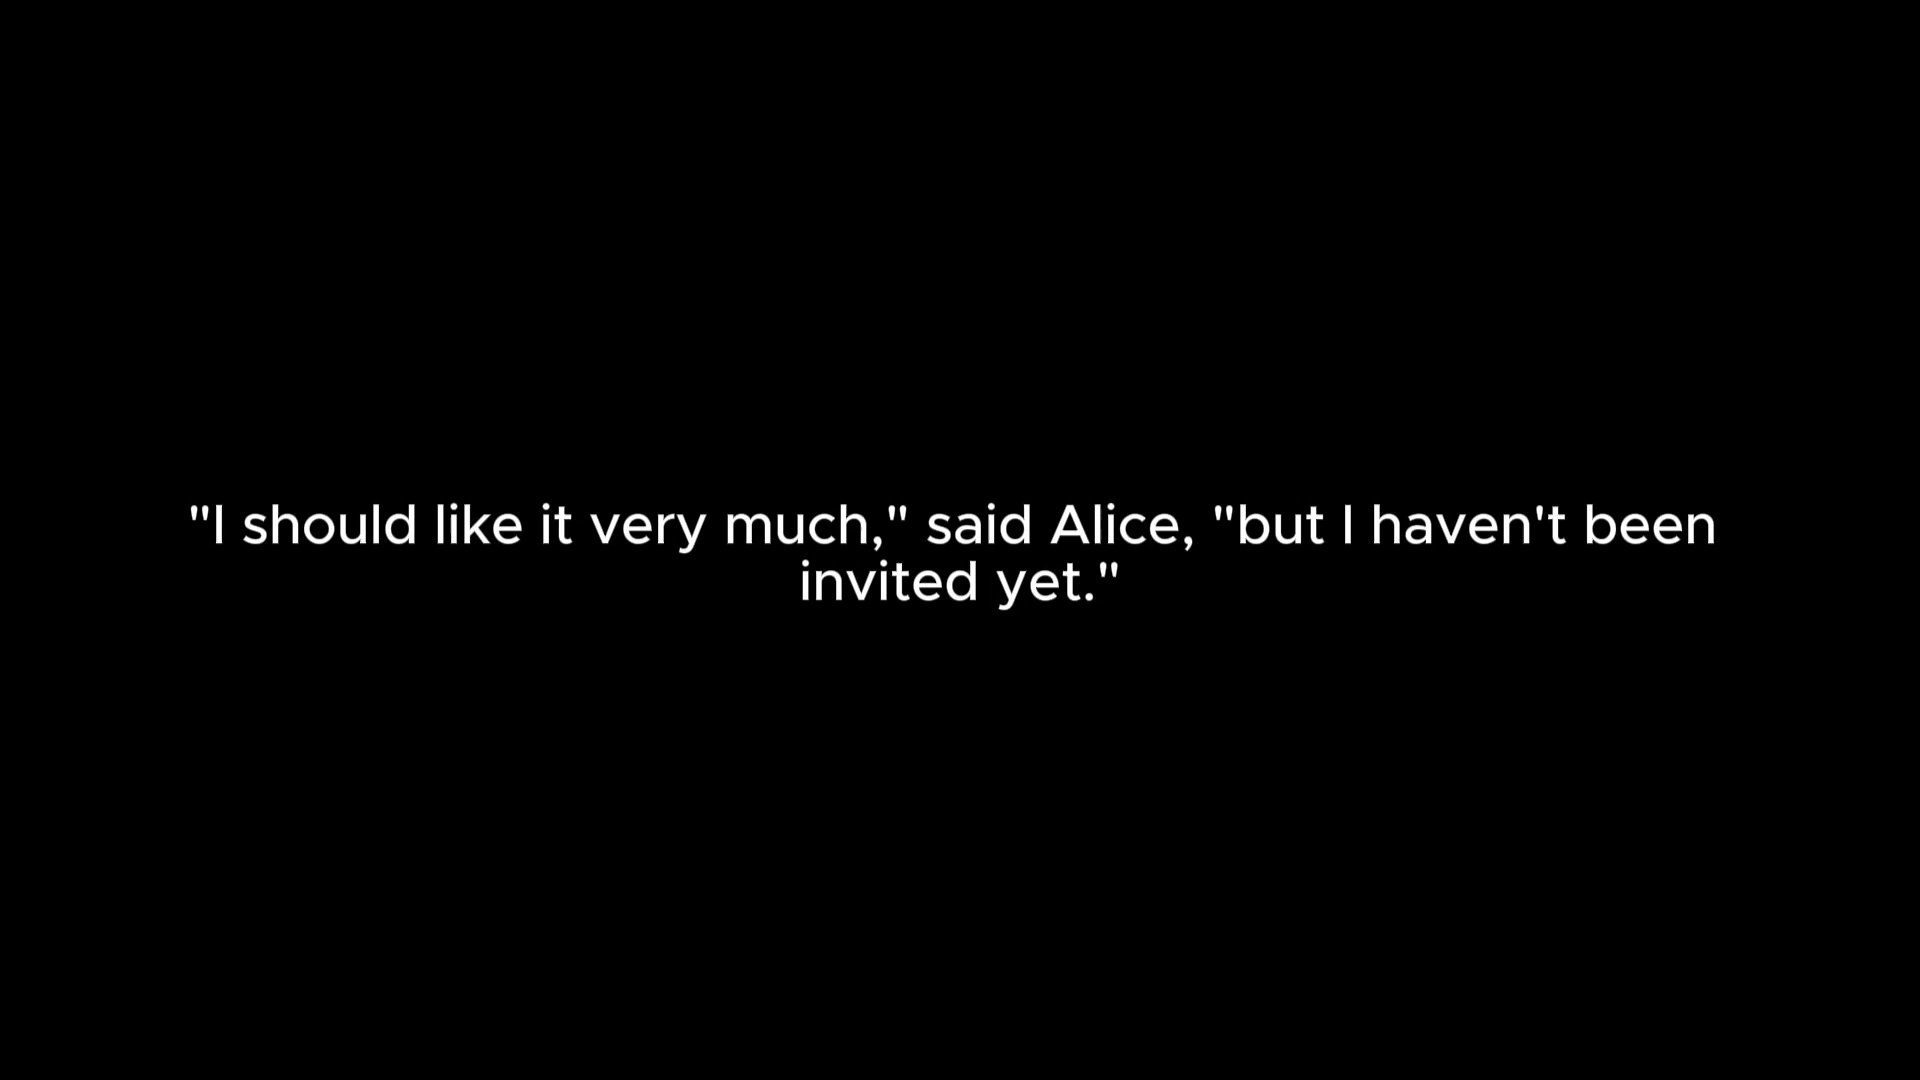 "I should like it very much," said Alice, "but I haven't been
invited yet."